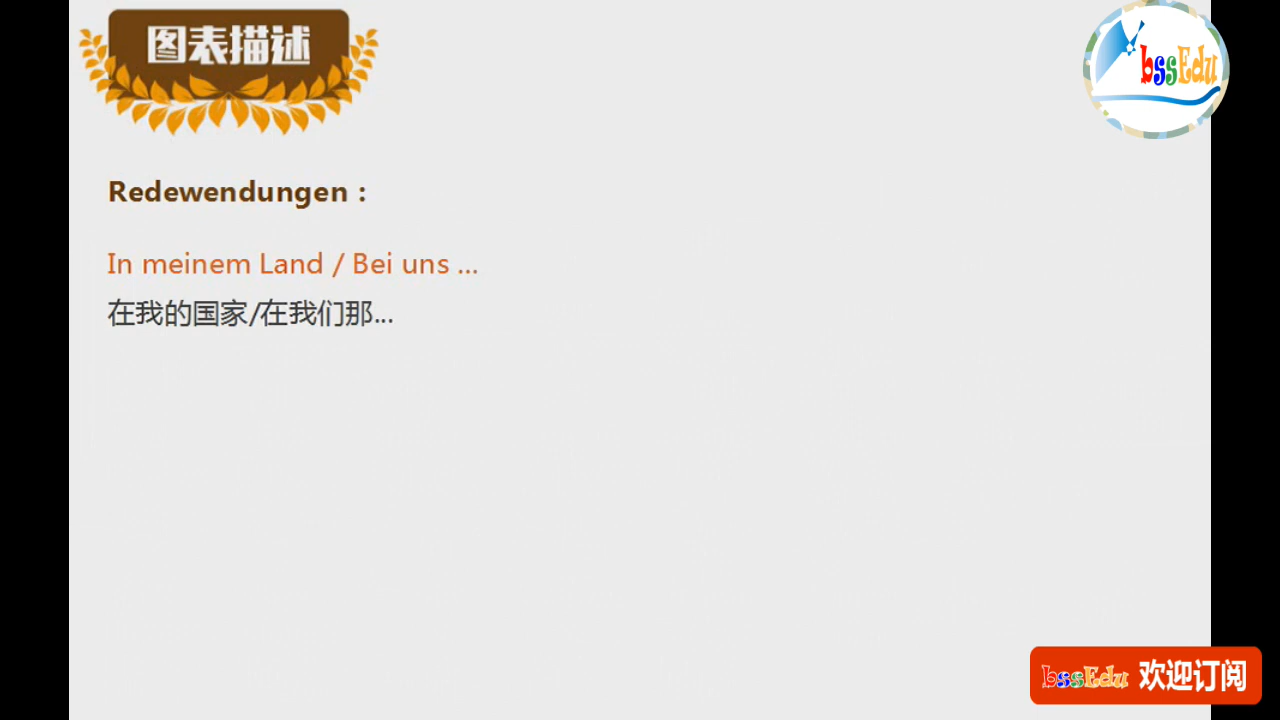 图表描述
bssEdu
Redewendungen :
In meinem Land / Bei uns ...
在我的国家/在我们那...
bssEdu 欢迎订阅